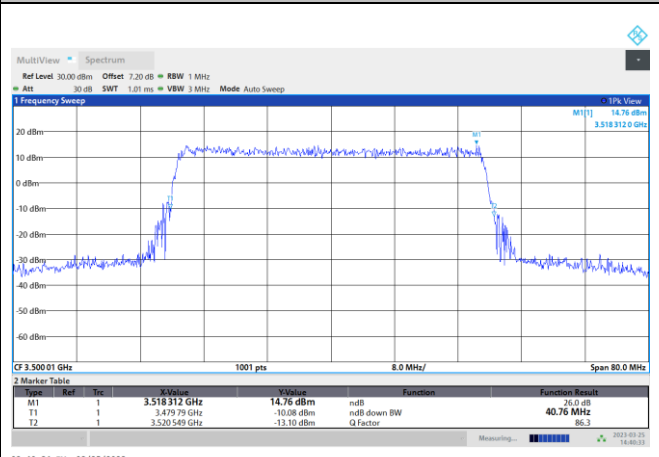 MultiView Spectrum
Ref Level 30.00 dBm Offset 7.20 dB RBW 1 MHz
Att 30 dB SWT 1.01 ms VBW 3 MHz Mode Auto Sweep
1 Frequency Sweep 1Pk View
M1[1] 14.76 dBm
3.518 312 0 GHz
20 dBm
M1
10 dBm
0 dBm
T1
-10 dBm
T2
-20 dBm
-30 dBm
-40 dBm
-50 dBm
-60 dBm
CF 3.500 01 GHz 1001 pts 8.0 MHz/ Span 80.0 MHz
2 Marker Table
Type Ref Trc X-Value Y-Value Function Function Result
M1 1 3.518 312 GHz 14.76 dBm ndB 26.0 dB
T1 1 3.479 79 GHz -10.08 dBm ndB down BW 40.76 MHz
T2 1 3.520 549 GHz -13.10 dBm Q Factor 86.3
Measuring... 2023-03-25
14:40:33